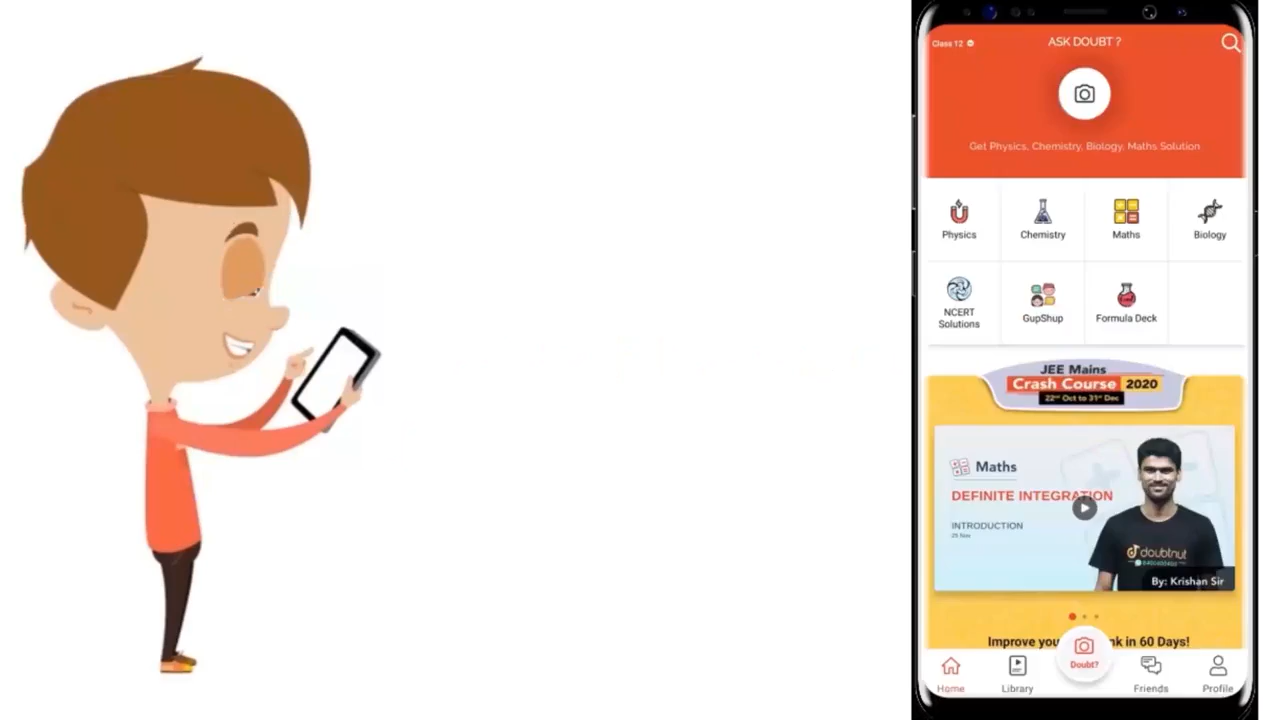 Class 12
ASK DOUBT ?
Get Physics, Chemistry, Biology, Maths Solution
Physics
Chemistry
Maths
Biology
NCERT
Solutions
GupShup
Formula Deck
JEE Mains
Crash Course 2020
22nd Oct to 31st Dec
Maths
DEFINITE INTEGRATION
INTRODUCTION
doubtnut
By: Krishan Sir
Improve you nk in 60 Days!
Doubt?
Home
Library
Friends
Profile